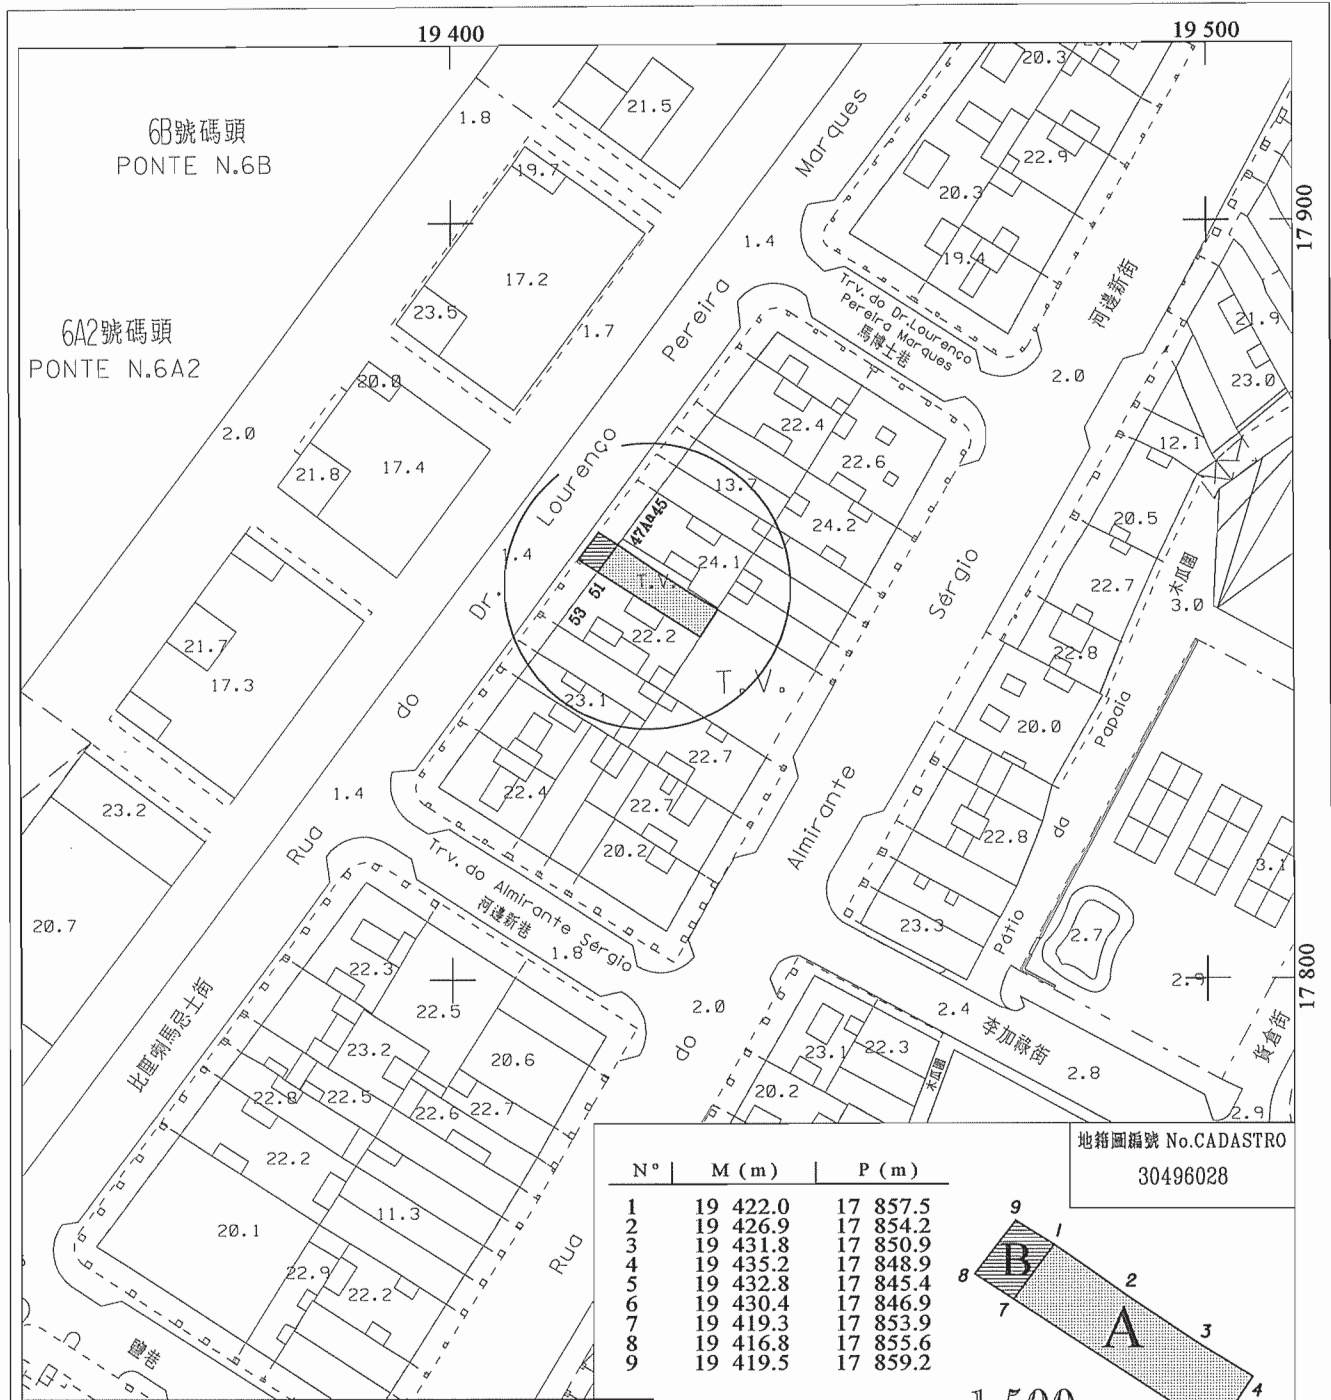 19 400
19 500
17 900
17 800
6B號碼頭
PONTE N.6B
6A2號碼頭
PONTE N.6A2
1.8
21.5
19.7
17.2
23.5
1.7
20.0
2.0
21.8
17.4
21.7
17.3
23.2
20.7
1.4
1.4
1.4
Rua
do
Dr.
Lourenço
Pereira
Marques
20.3
22.9
20.3
19.4
Trv. do Dr.Lourenço
Pereira Marques
馬博士巷
河邊新街
2.0
21.9
23.0
12.1
20.5
22.7
木瓜圍
3.0
22.8
20.0
22.8
23.3
22.4
22.6
13.7
24.2
24.1
47Aa45
T.V.
53 51
22.2
T.V.
23.1
22.7
22.4
22.7
20.2
Rua
do
Almirante
Sérgio
Pátio
da
Papaia
3.1
2.7
2.9
Trv. do Almirante Sérgio
河邊新巷
1.8
2.0
2.4
李加祿街
2.8
2.9
貨倉街
23.1
22.3
20.2
木瓜圍
比厘喇馬忌士街
22.3
22.5
23.2
20.6
22.8
22.5
22.6
22.7
22.2
11.3
20.1
22.9
22.2
鹽巷
地籍圖編號 No.CADASTRO
30496028
Nº M (m) P (m)
1 19 422.0 17 857.5
2 19 426.9 17 854.2
3 19 431.8 17 850.9
4 19 435.2 17 848.9
5 19 432.8 17 845.4
6 19 430.4 17 846.9
7 19 419.3 17 853.9
8 19 416.8 17 855.6
9 19 419.5 17 859.2
9
1
B
2
8
7
A
3
4